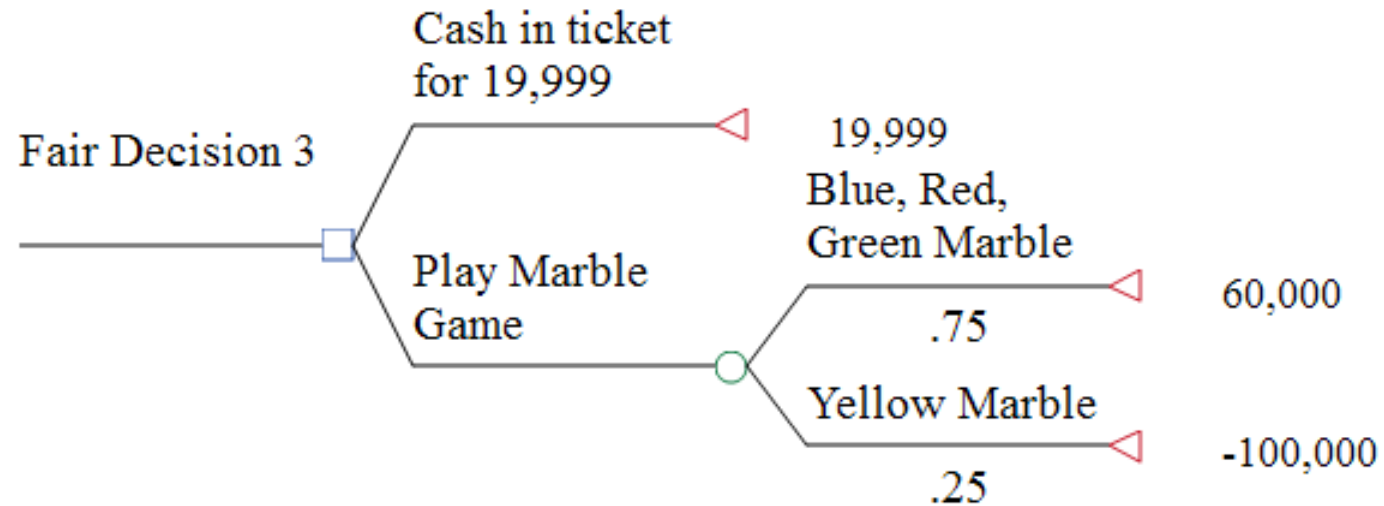 Cash in ticket
for 19,999
Fair Decision 3
19,999
Blue, Red,
Green Marble
Play Marble
Game
60,000
.75
Yellow Marble
-100,000
.25